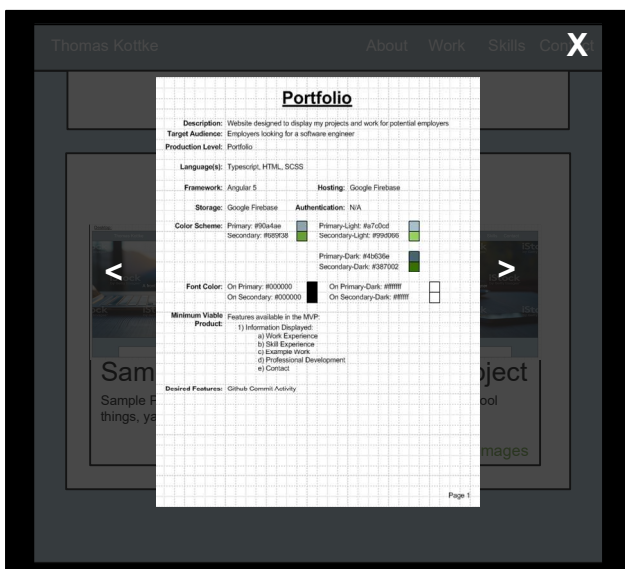 Thomas Kottke About Work Skills Contact
X
Portfolio
Description: Website designed to display my projects and work for potential employers
Target Audience: Employers looking for a software engineer
Production Level: Portfolio
Language(s): Typescript, HTML, SCSS
Framework: Angular 5 Hosting: Google Firebase
Storage: Google Firebase Authentication: N/A
Color Scheme: Primary: #90a4ae Primary-Light: #a7c0cd
Secondary: #689f38 Secondary-Light: #99d066
Primary-Dark: #4b636e
Secondary-Dark: #387002
Font Color: On Primary: #000000 On Primary-Dark: #ffffff
On Secondary: #000000 On Secondary-Dark: #ffffff
Minimum Viable Product: Features available in the MVP:
1) Information Displayed:
a) Work Experience
b) Skill Experience
c) Example Work
d) Professional Development
e) Contact
Desired Features: Github Commit Activity
Page 1
< >
Sam ject
Sample ool
things, ya
mages